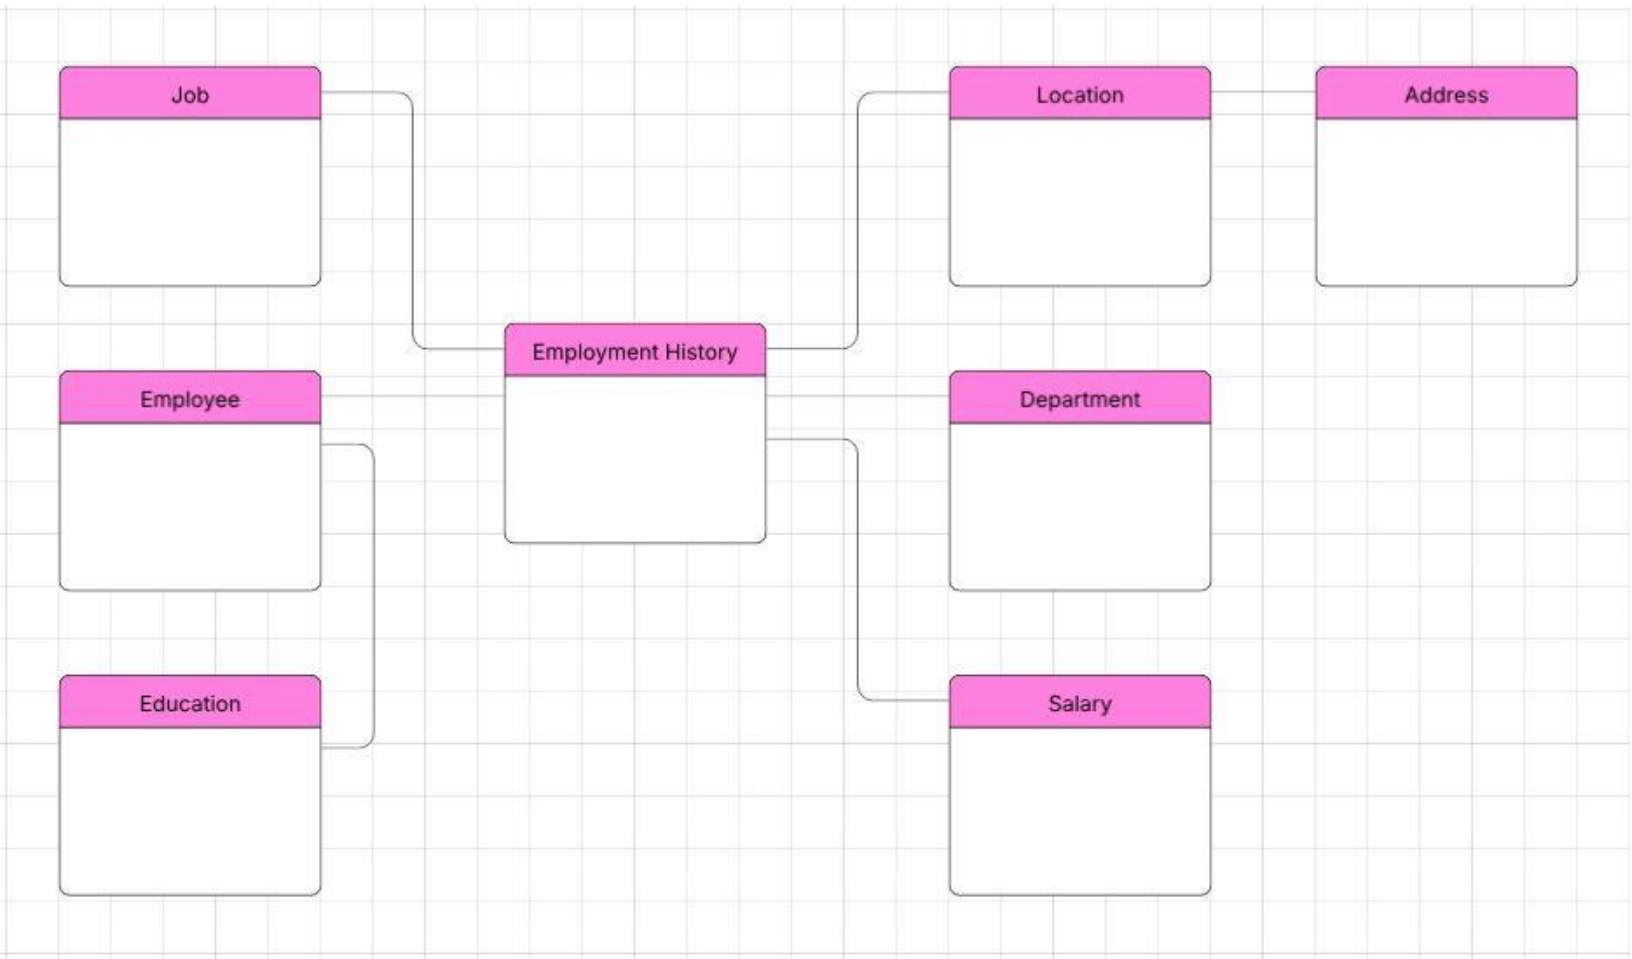 Job
Location
Address
Employment History
Employee
Department
Education
Salary